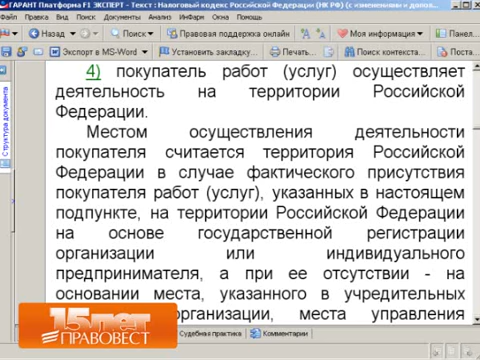 ГАРАНТ Платформа F1 ЭКСПЕРТ - Текст : Налоговый кодекс Российской Федерации (НК РФ) (с изменениями и допол
Файл Правка Вид Поиск Документы Анализ ИнфАрм Окна Помощь
Назад Поиск Правовая поддержка онлайн Моя информация Панел...
Экспорт в MS-Word Установить закладку... Печать... Поиск контекста... Поста...
Структура документа
4) покупатель работ (услуг) осуществляет
деятельность на территории Российской
Федерации.
Местом осуществления деятельности
покупателя считается территория Российской
Федерации в случае фактического присутствия
покупателя работ (услуг), указанных в настоящем
подпункте, на территории Российской Федерации
на основе государственной регистрации
организации или индивидуального
предпринимателя, а при ее отсутствии - на
основании места, указанного в учредительных
организации, места управления
15 лет
ПРАВОВЕСТ
Судебная практика Комментарии